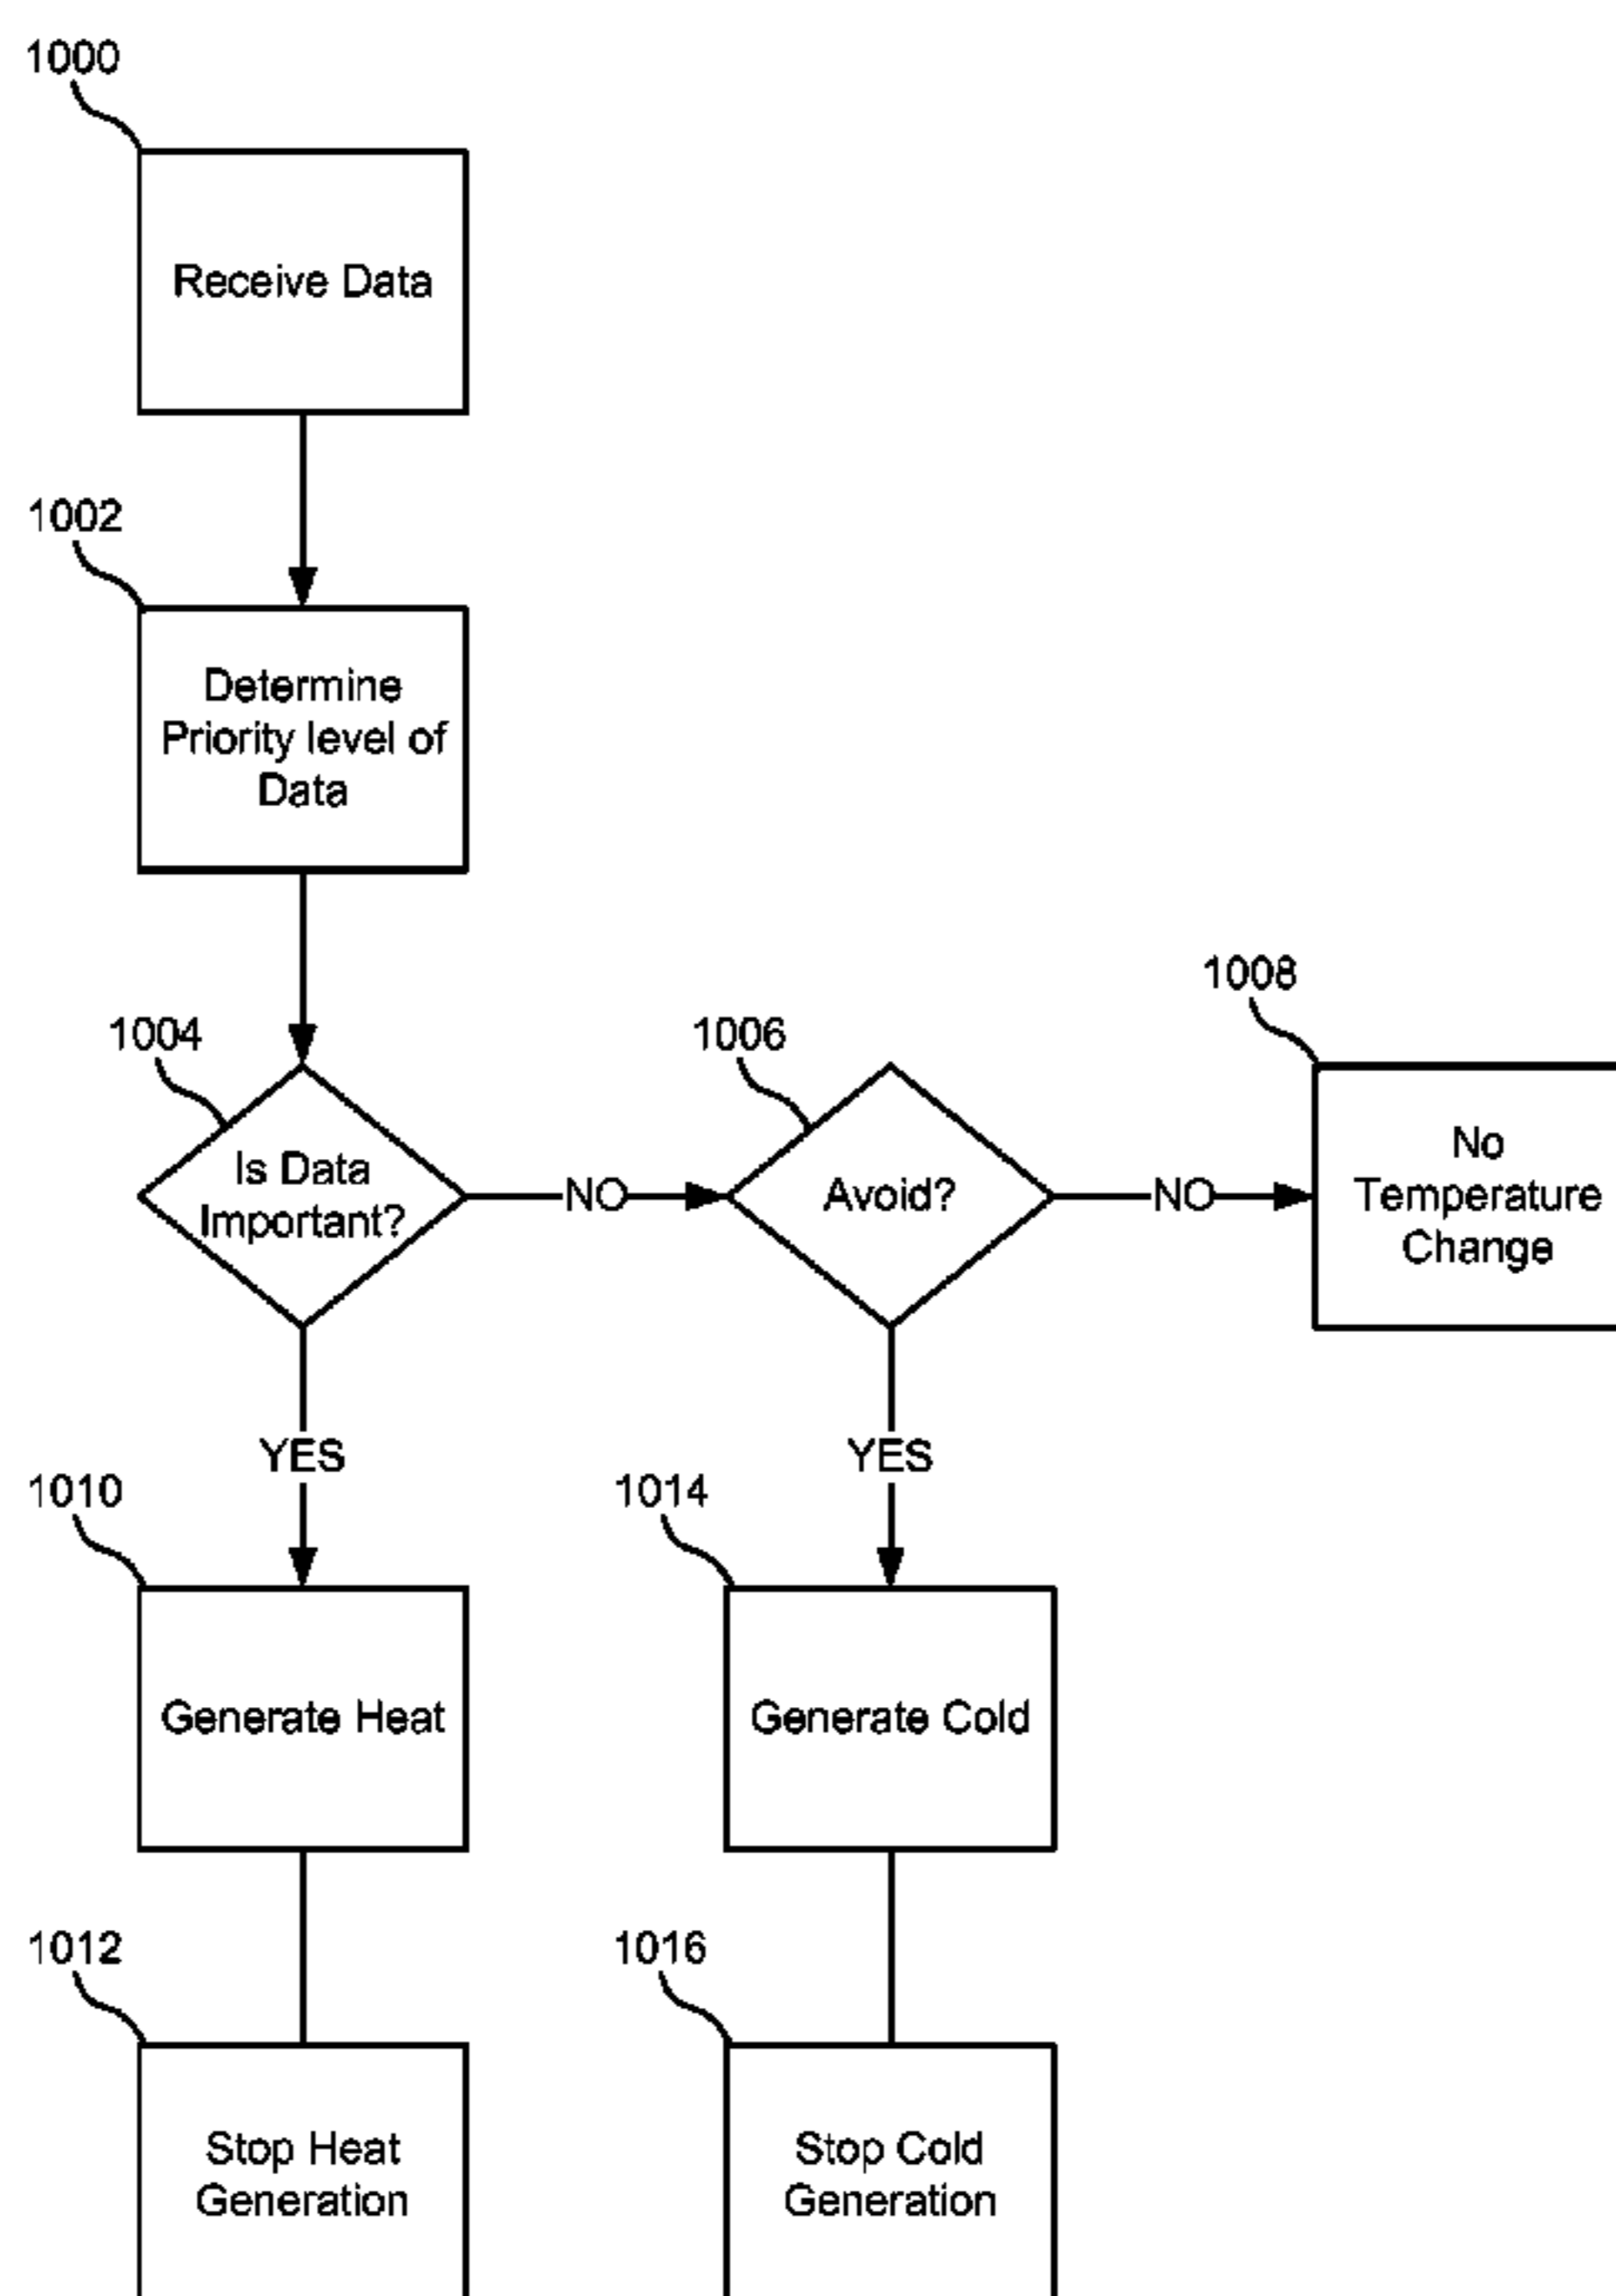 1000
Receive Data
1002
Determine
Priority level of
Data
1004
Is Data
Important?
NO
1006
Avoid?
NO
1008
No
Temperature
Change
YES
YES
1010
Generate Heat
1014
Generate Cold
1012
Stop Heat
Generation
1016
Stop Cold
Generation